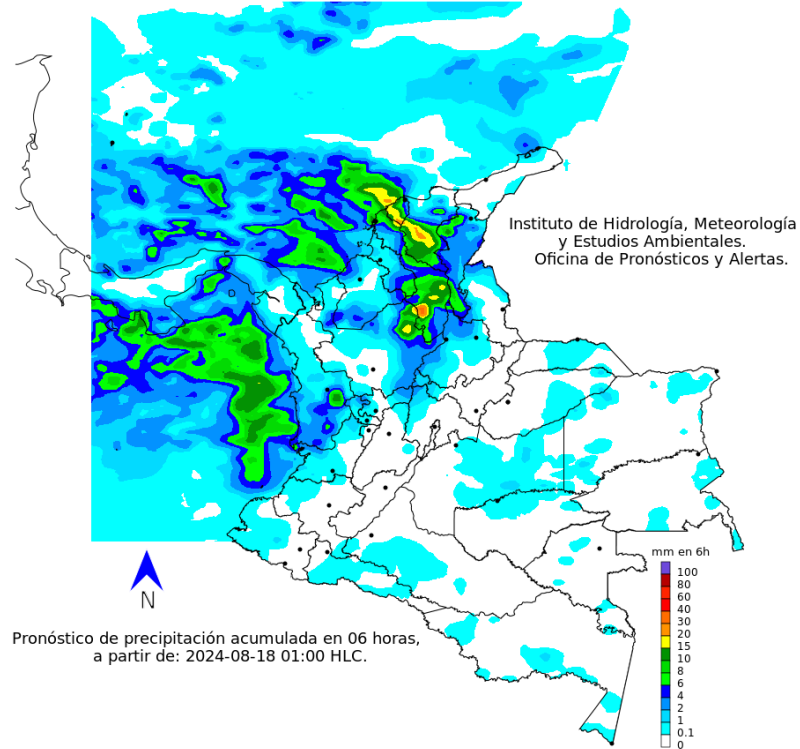 Instituto de Hidrología, Meteorología
y Estudios Ambientales.
Oficina de Pronósticos y Alertas.
N
Pronóstico de precipitación acumulada en 06 horas,
a partir de: 2024-08-18 01:00 HLC.
mm en 6h
100
80
60
40
30
20
15
10
8
6
4
2
1
0.1
0